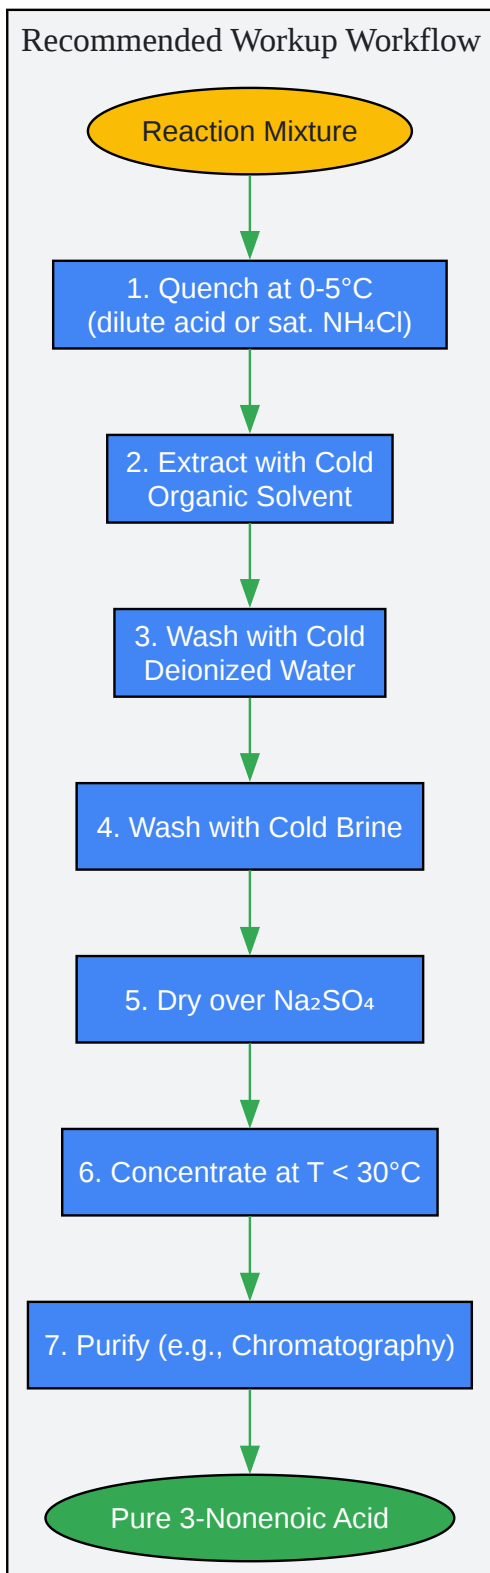 Recommended Workup Workflow
Reaction Mixture
1. Quench at 0-5°C
(dilute acid or sat. NH₄Cl)
2. Extract with Cold
Organic Solvent
3. Wash with Cold
Deionized Water
4. Wash with Cold Brine
5. Dry over Na₂SO₄
6. Concentrate at T < 30°C
7. Purify (e.g., Chromatography)
Pure 3-Nonenoic Acid